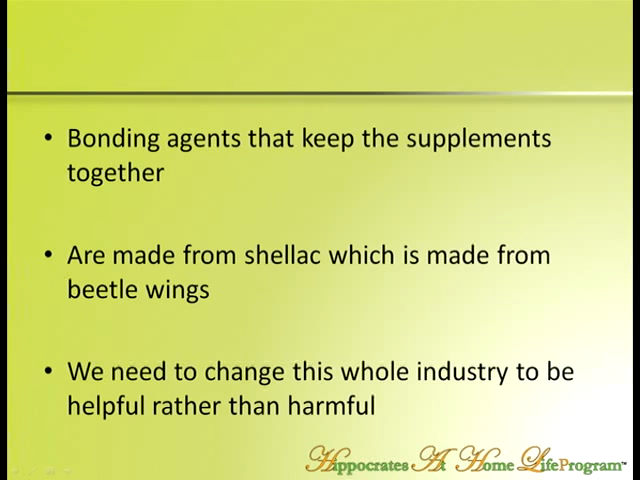 • Bonding agents that keep the supplements
together
• Are made from shellac which is made from
beetle wings
• We need to change this whole industry to be
helpful rather than harmful
Hippocrates At Home LifeProgram™